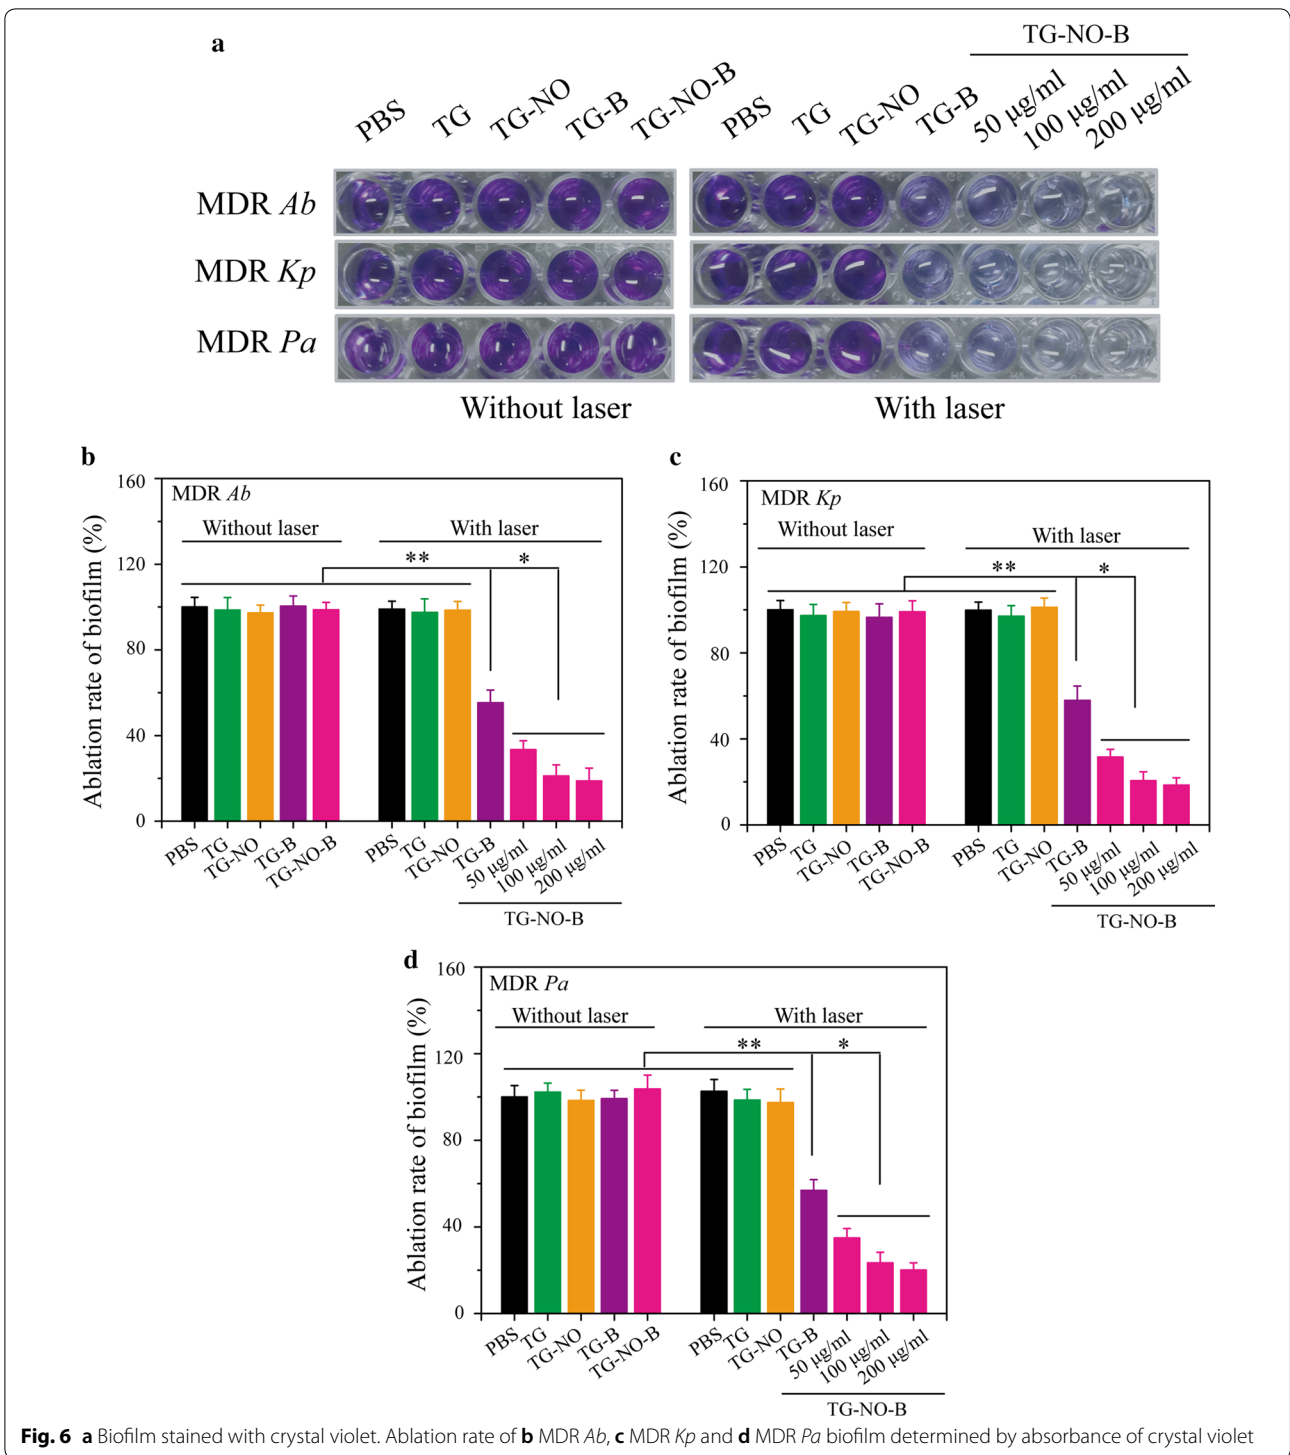 a
TG-NO-B
PBS TG TG-NO TG-B TG-NO-B PBS TG TG-NO TG-B 50 μg/ml 100 μg/ml 200 μg/ml
MDR Ab
MDR Kp
MDR Pa
Without laser With laser
b
160
120
80
40
0
Ablation rate of biofilm (%)
MDR Ab
Without laser With laser
** *
PBS TG TG-NO TG-B TG-NO-B PBS TG TG-NO TG-B 50 μg/ml 100 μg/ml 200 μg/ml
TG-NO-B
c
160
120
80
40
0
Ablation rate of biofilm (%)
MDR Kp
Without laser With laser
** *
PBS TG TG-NO TG-B TG-NO-B PBS TG TG-NO TG-B 50 μg/ml 100 μg/ml 200 μg/ml
TG-NO-B
d
160
120
80
40
0
Ablation rate of biofilm (%)
MDR Pa
Without laser With laser
** *
PBS TG TG-NO TG-B TG-NO-B PBS TG TG-NO TG-B 50 μg/ml 100 μg/ml 200 μg/ml
TG-NO-B
Fig. 6 a Biofilm stained with crystal violet. Ablation rate of b MDR Ab, c MDR Kp and d MDR Pa biofilm determined by absorbance of crystal violet